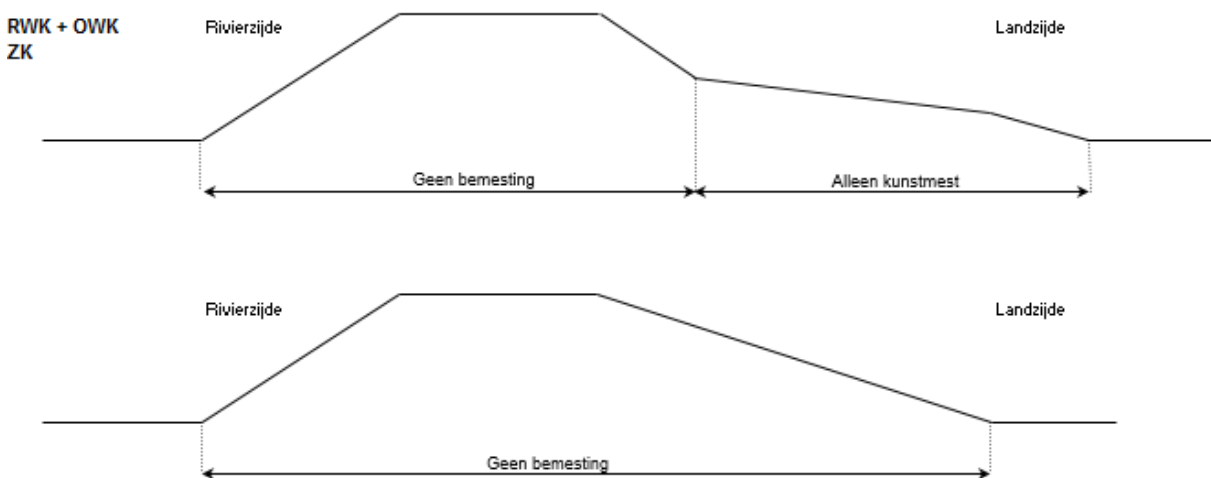 RWK + OWK
ZK
Rivierzijde
Landzijde
Geen bemesting
Alleen kunstmest
Rivierzijde
Landzijde
Geen bemesting